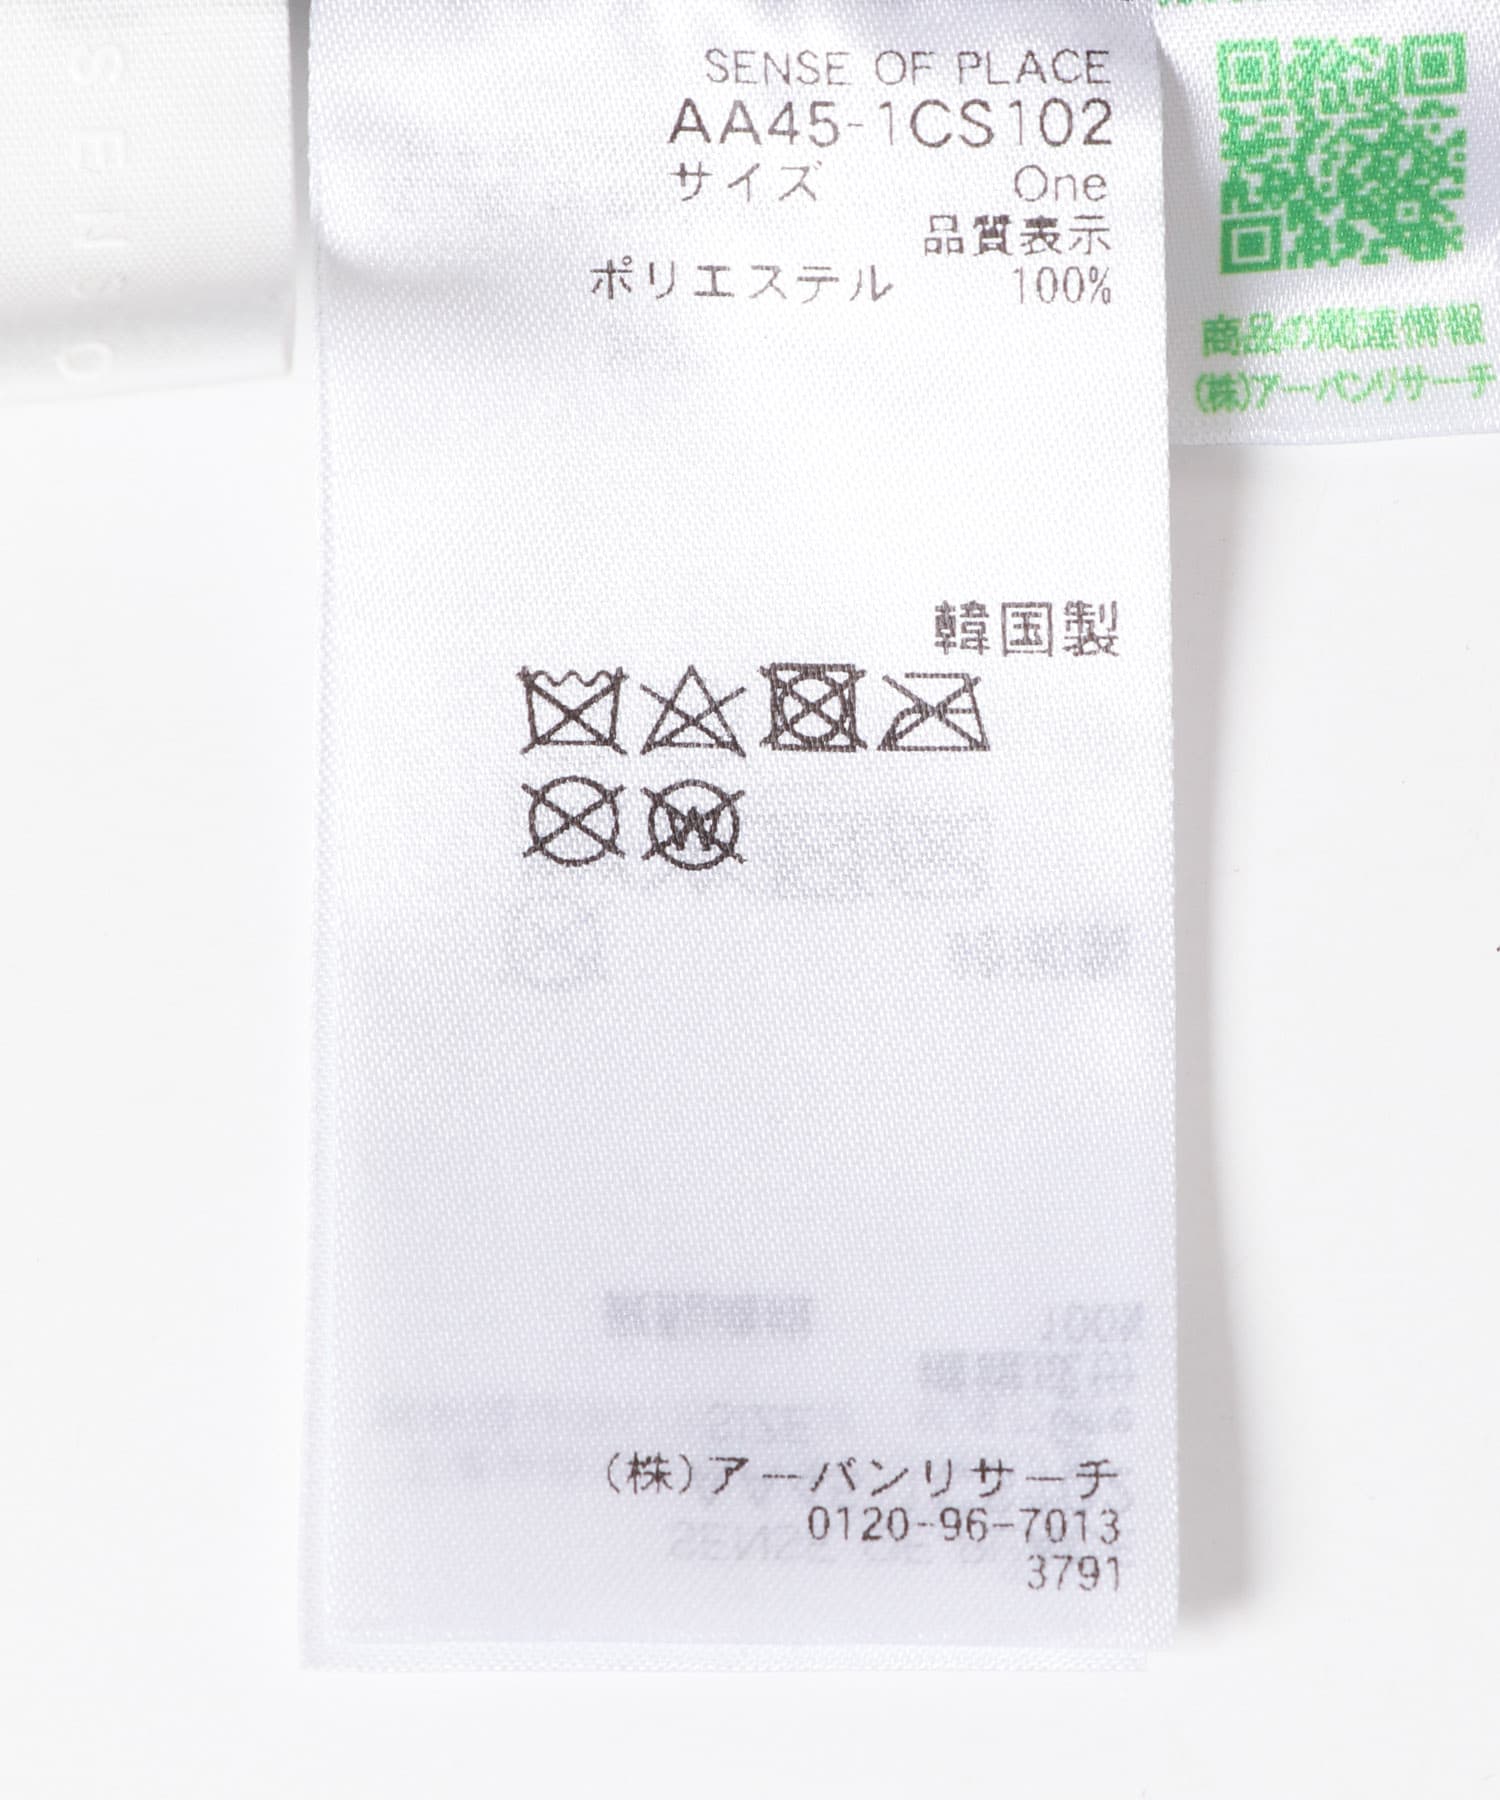 SENSE OF PLACE
AA45-1CS102
サイズ One
品質表示
ポリエステル 100%
韓国製
W
(株)アーバンリサーチ
0120-96-7013
3791
商品の関連情報
(株)アーバンリサーチ